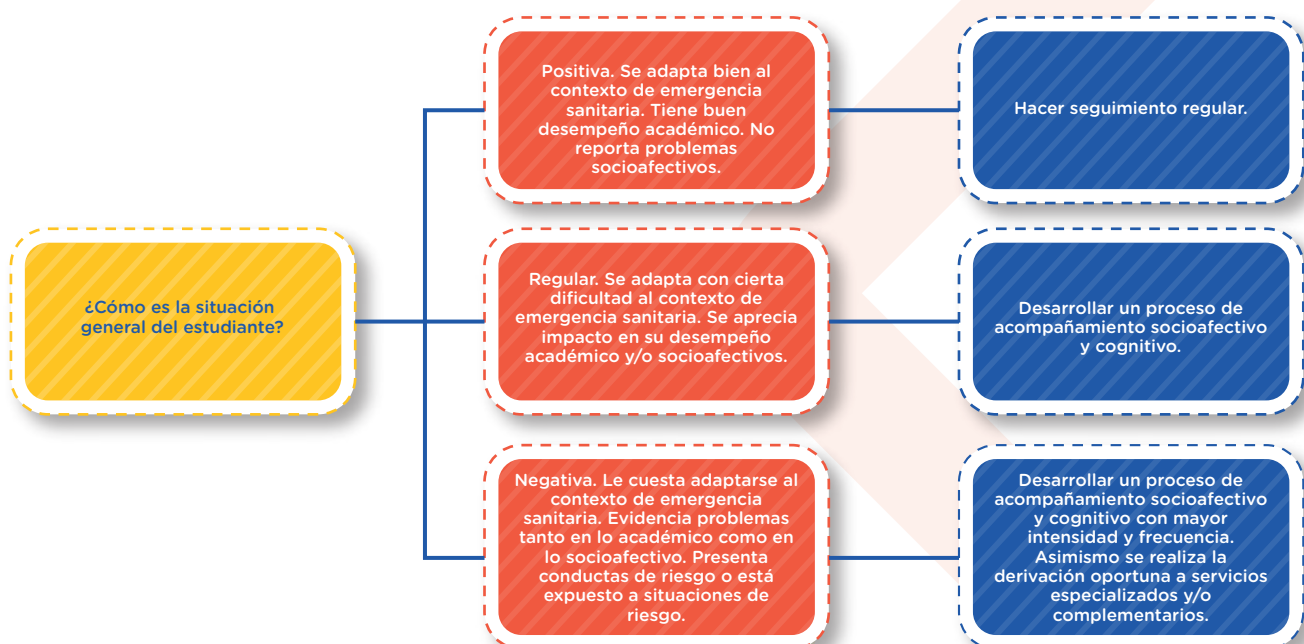 ¿Cómo es la situación
general del estudiante?
Positiva. Se adapta bien al
contexto de emergencia
sanitaria. Tiene buen
desempeño académico. No
reporta problemas
socioafectivos.
Hacer seguimiento regular.
Regular. Se adapta con cierta
dificultad al contexto de
emergencia sanitaria. Se aprecia
impacto en su desempeño
académico y/o socioafectivos.
Desarrollar un proceso de
acompañamiento socioafectivo
y cognitivo.
Negativa. Le cuesta adaptarse al
contexto de emergencia
sanitaria. Evidencia problemas
tanto en lo académico como en
lo socioafectivo. Presenta
conductas de riesgo o está
expuesto a situaciones de
riesgo.
Desarrollar un proceso de
acompañamiento socioafectivo
y cognitivo con mayor
intensidad y frecuencia.
Asimismo se realiza la
derivación oportuna a servicios
especializados y/o
complementarios.